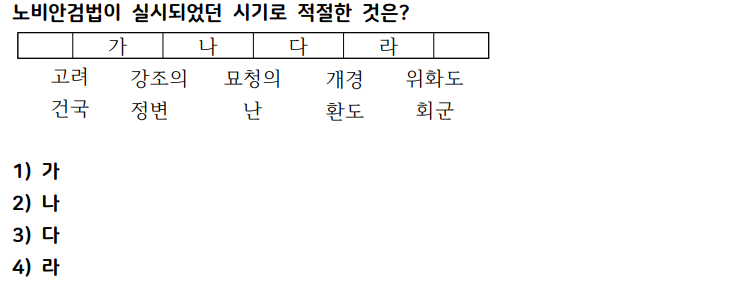 노비안검법이 실시되었던 시기로 적절한 것은?
가 나 다 라
고려 강조의 묘청의 개경 위화도
건국 정변 난 환도 회군
1) 가
2) 나
3) 다
4) 라